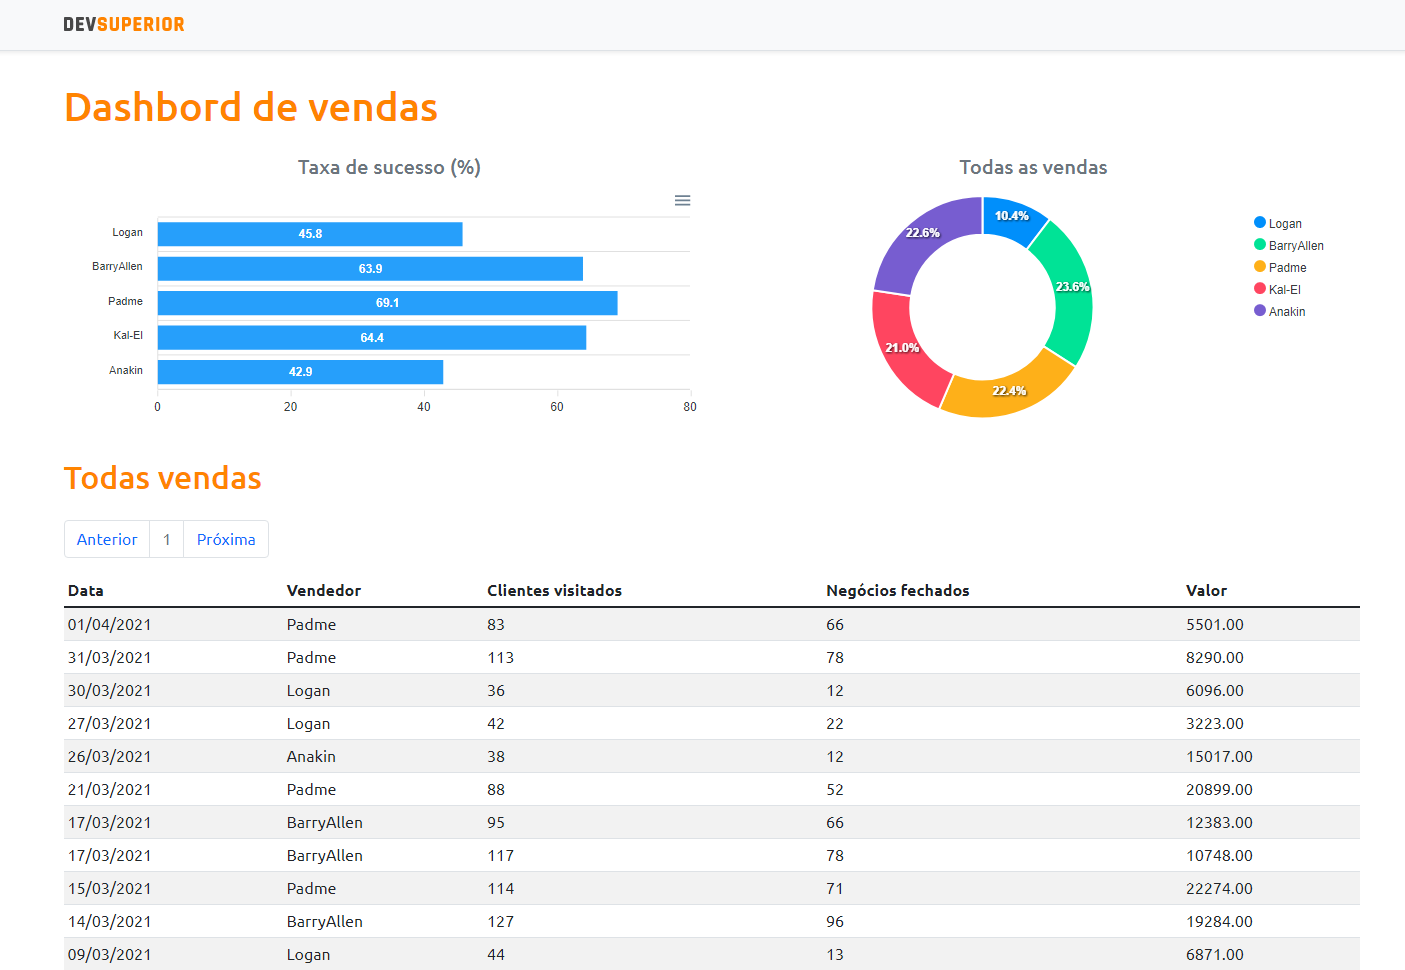 DEVSUPERIOR
Dashbord de vendas
Taxa de sucesso (%)
Logan 45.8
BarryAllen 63.9
Padme 69.1
Kal-El 64.4
Anakin 42.9
0 20 40 60 80
Todas as vendas
10.4%
23.6%
22.4%
21.0%
22.6%
Logan
BarryAllen
Padme
Kal-El
Anakin
Todas vendas
Anterior 1 Próxima
Data Vendedor Clientes visitados Negócios fechados Valor
01/04/2021 Padme 83 66 5501.00
31/03/2021 Padme 113 78 8290.00
30/03/2021 Logan 36 12 6096.00
27/03/2021 Logan 42 22 3223.00
26/03/2021 Anakin 38 12 15017.00
21/03/2021 Padme 88 52 20899.00
17/03/2021 BarryAllen 95 66 12383.00
17/03/2021 BarryAllen 117 78 10748.00
15/03/2021 Padme 114 71 22274.00
14/03/2021 BarryAllen 127 96 19284.00
09/03/2021 Logan 44 13 6871.00